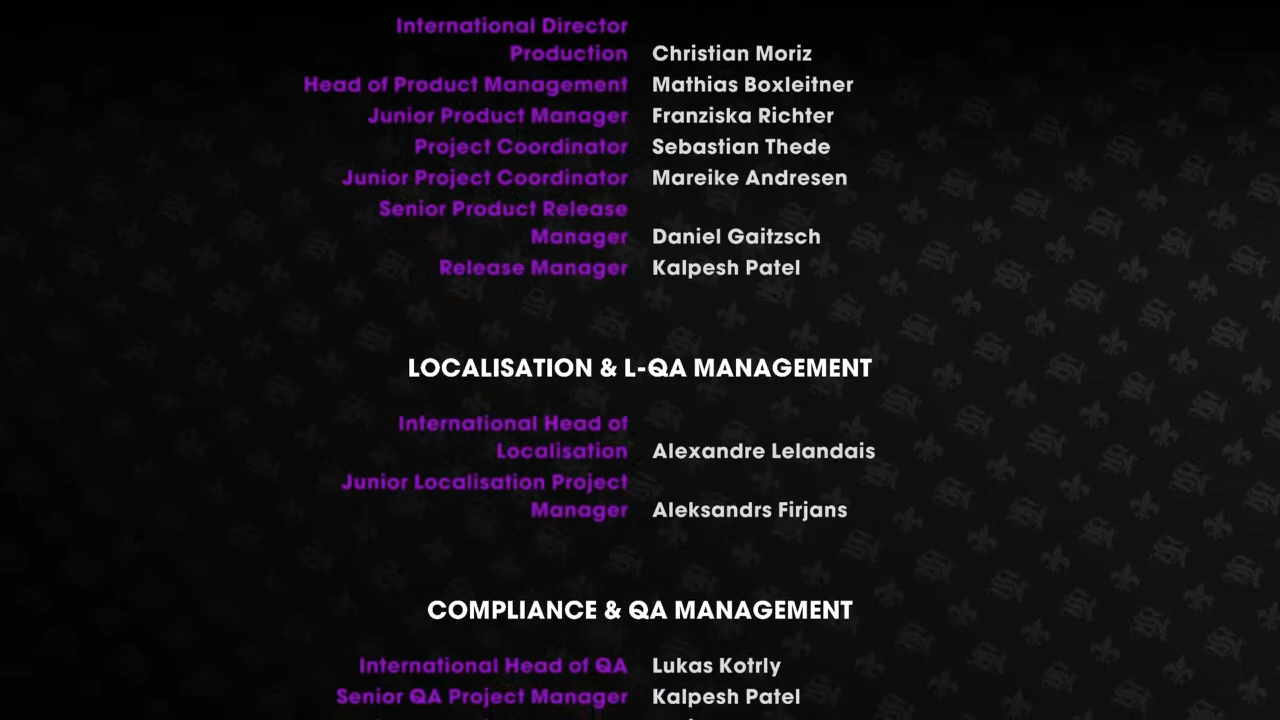 International Director
Production Christian Moriz
Head of Product Management Mathias Boxleitner
Junior Product Manager Franziska Richter
Project Coordinator Sebastian Thede
Junior Project Coordinator Mareike Andresen
Senior Product Release
Manager Daniel Gaitzsch
Release Manager Kalpesh Patel
LOCALISATION & L-QA MANAGEMENT
International Head of
Localisation Alexandre Lelandais
Junior Localisation Project
Manager Aleksandrs Firjans
COMPLIANCE & QA MANAGEMENT
International Head of QA Lukas Kotrly
Senior QA Project Manager Kalpesh Patel